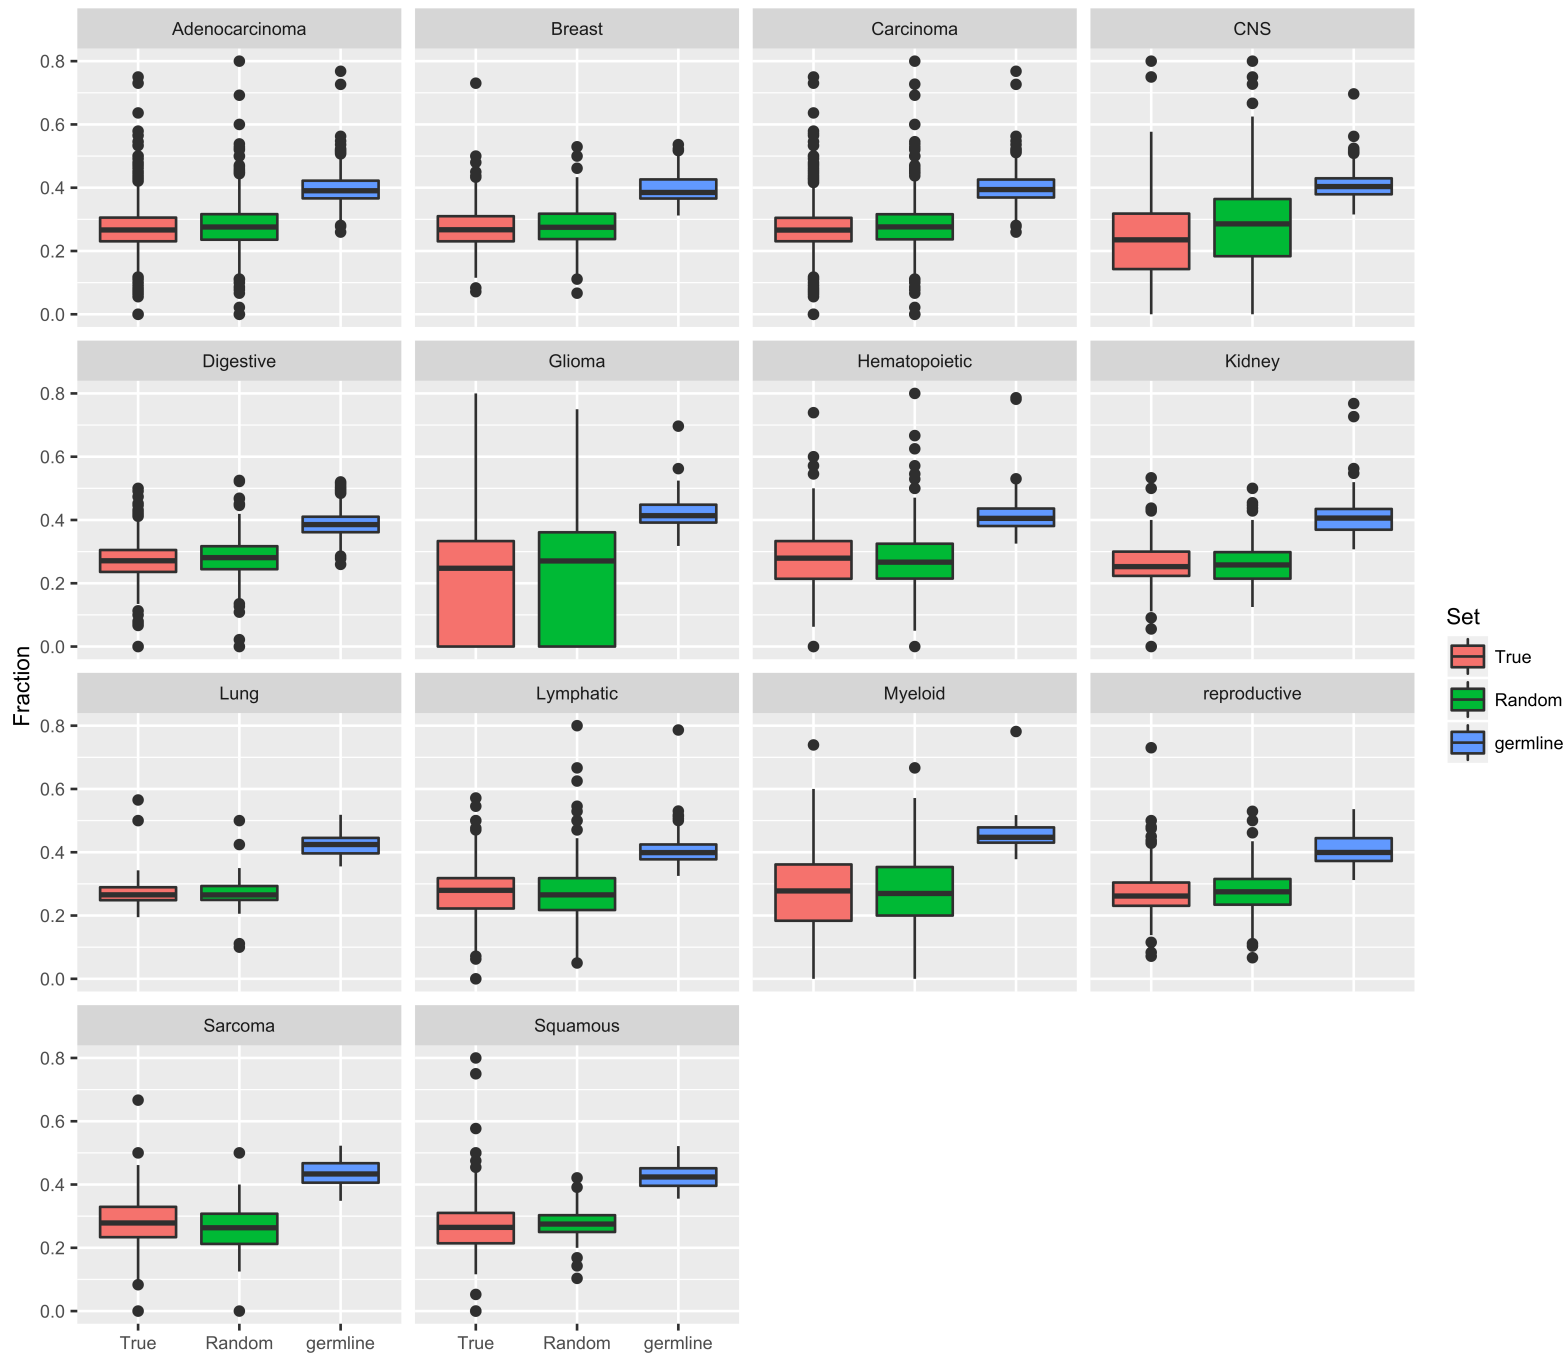 Adenocarcinoma Breast Carcinoma CNS
0.8
0.6
0.4
0.2
0.0
Digestive Glioma Hematopoietic Kidney
0.8
0.6
0.4
0.2
0.0
Lung Lymphatic Myeloid reproductive
0.8
0.6
0.4
0.2
0.0
Sarcoma Squamous
0.8
0.6
0.4
0.2
0.0
True Random germline True Random germline
Fraction
Set
True
Random
germline